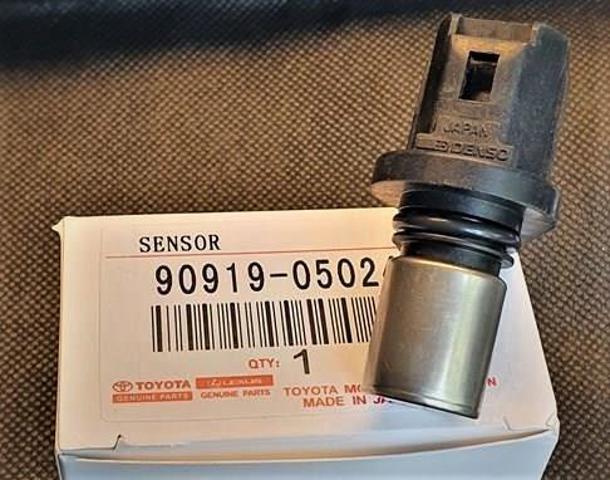 JAPAN
DENSO
SENSOR
90919-0502
QTY: 1
TOYOTA LEXUS
GENUINE PARTS GENUINE PARTS
TOYOTA MO N
MADE IN JA